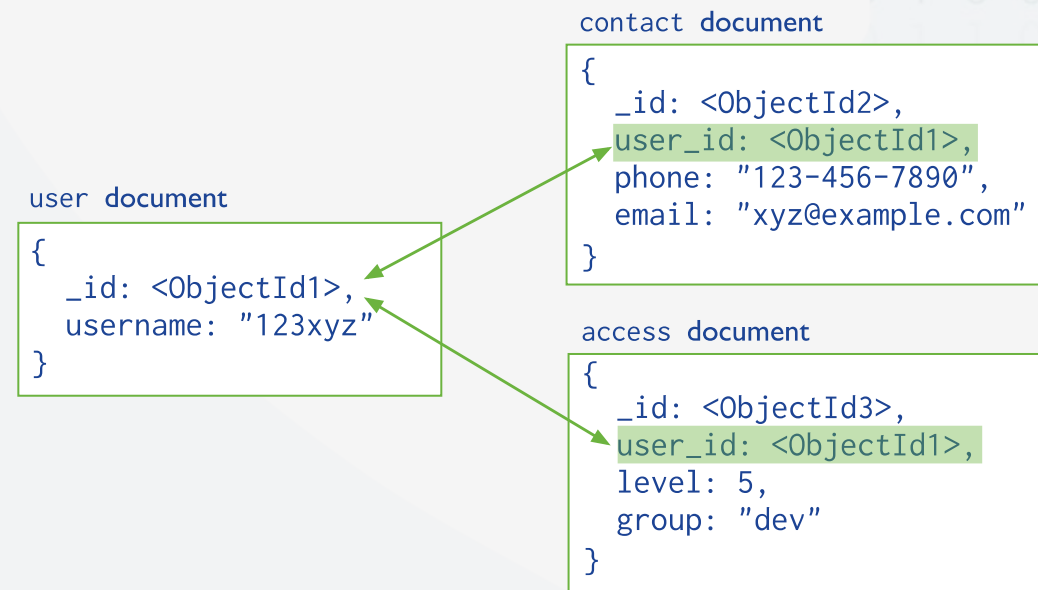 user document
{
_id: <ObjectId1>,
username: "123xyz"
}
contact document
{
_id: <ObjectId2>,
user_id: <ObjectId1>,
phone: "123-456-7890",
email: "xyz@example.com"
}
access document
{
_id: <ObjectId3>,
user_id: <ObjectId1>,
level: 5,
group: "dev"
}